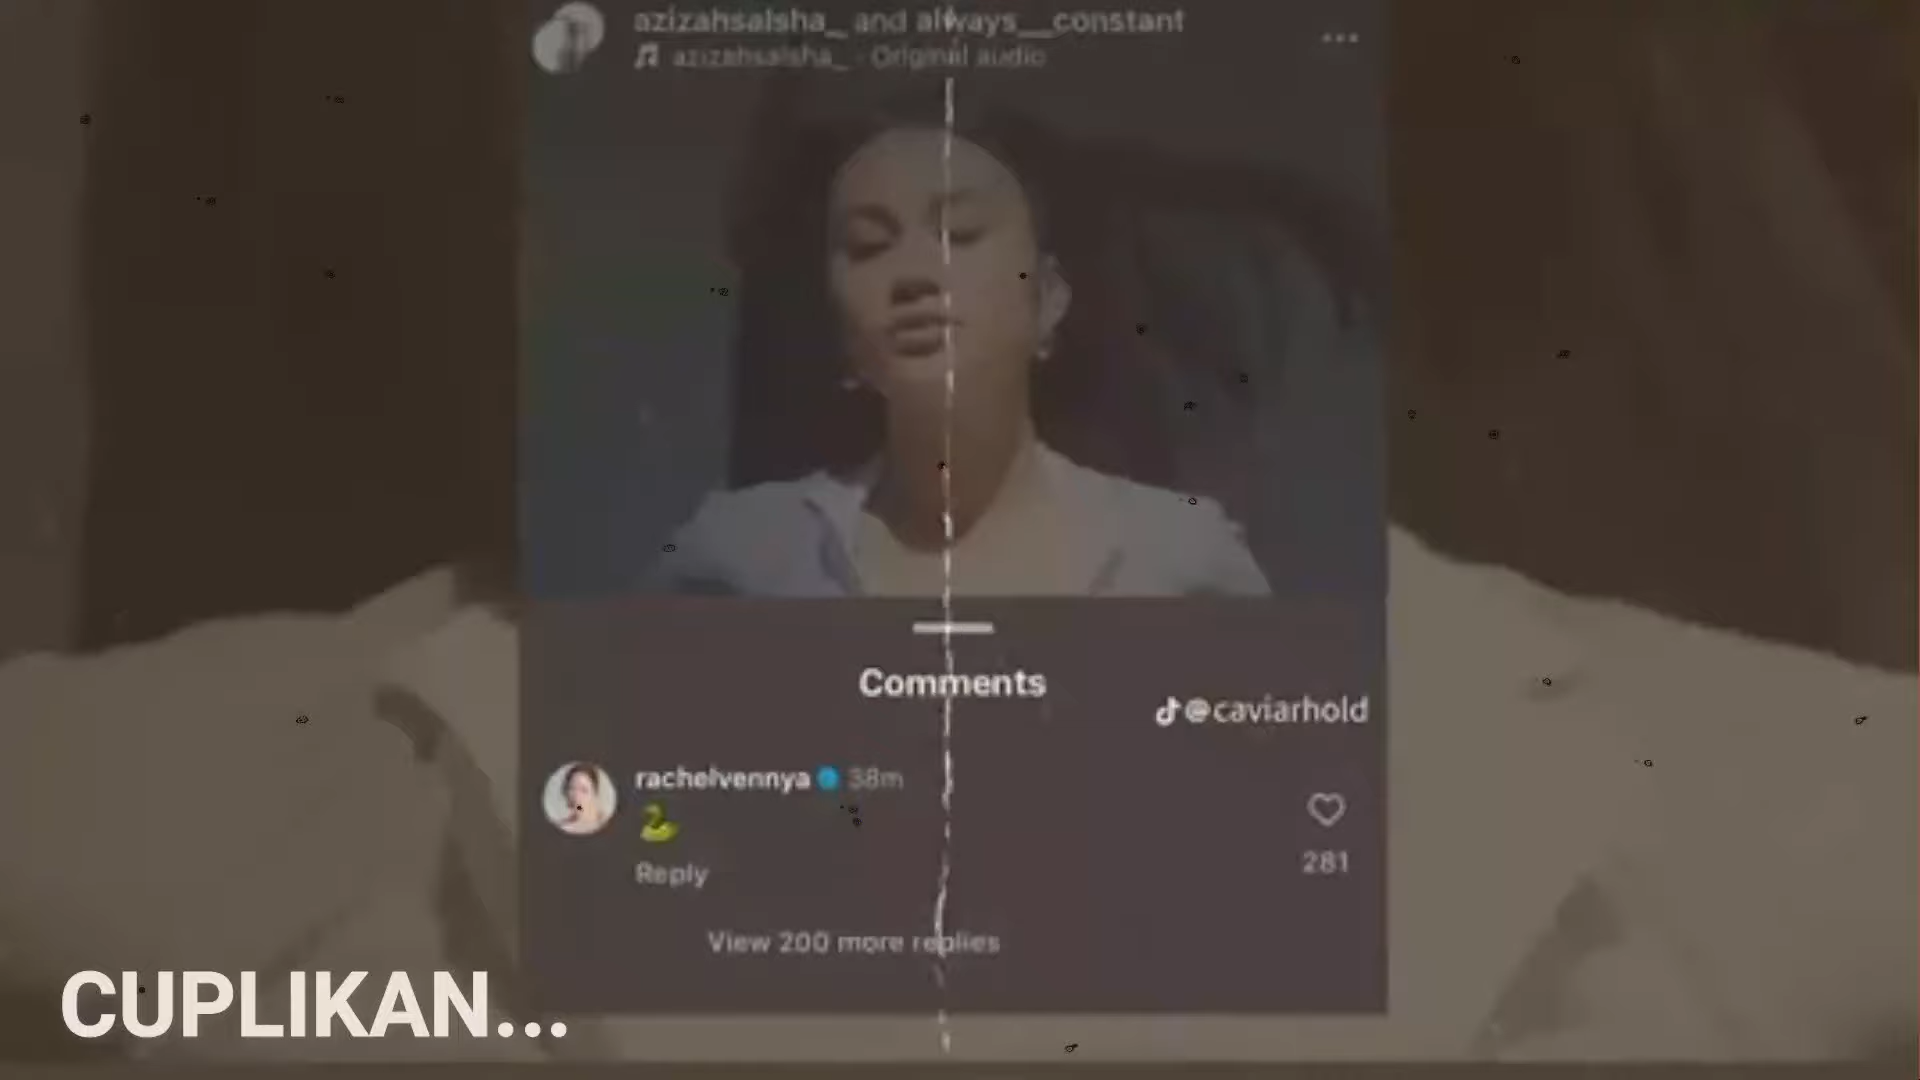 azizahsalsha_ and always__constant
azizahsalsha_ · Original audio
Comments
@caviarhold
rachelvennya 38m
Reply
281
View 200 more replies
CUPLIKAN...